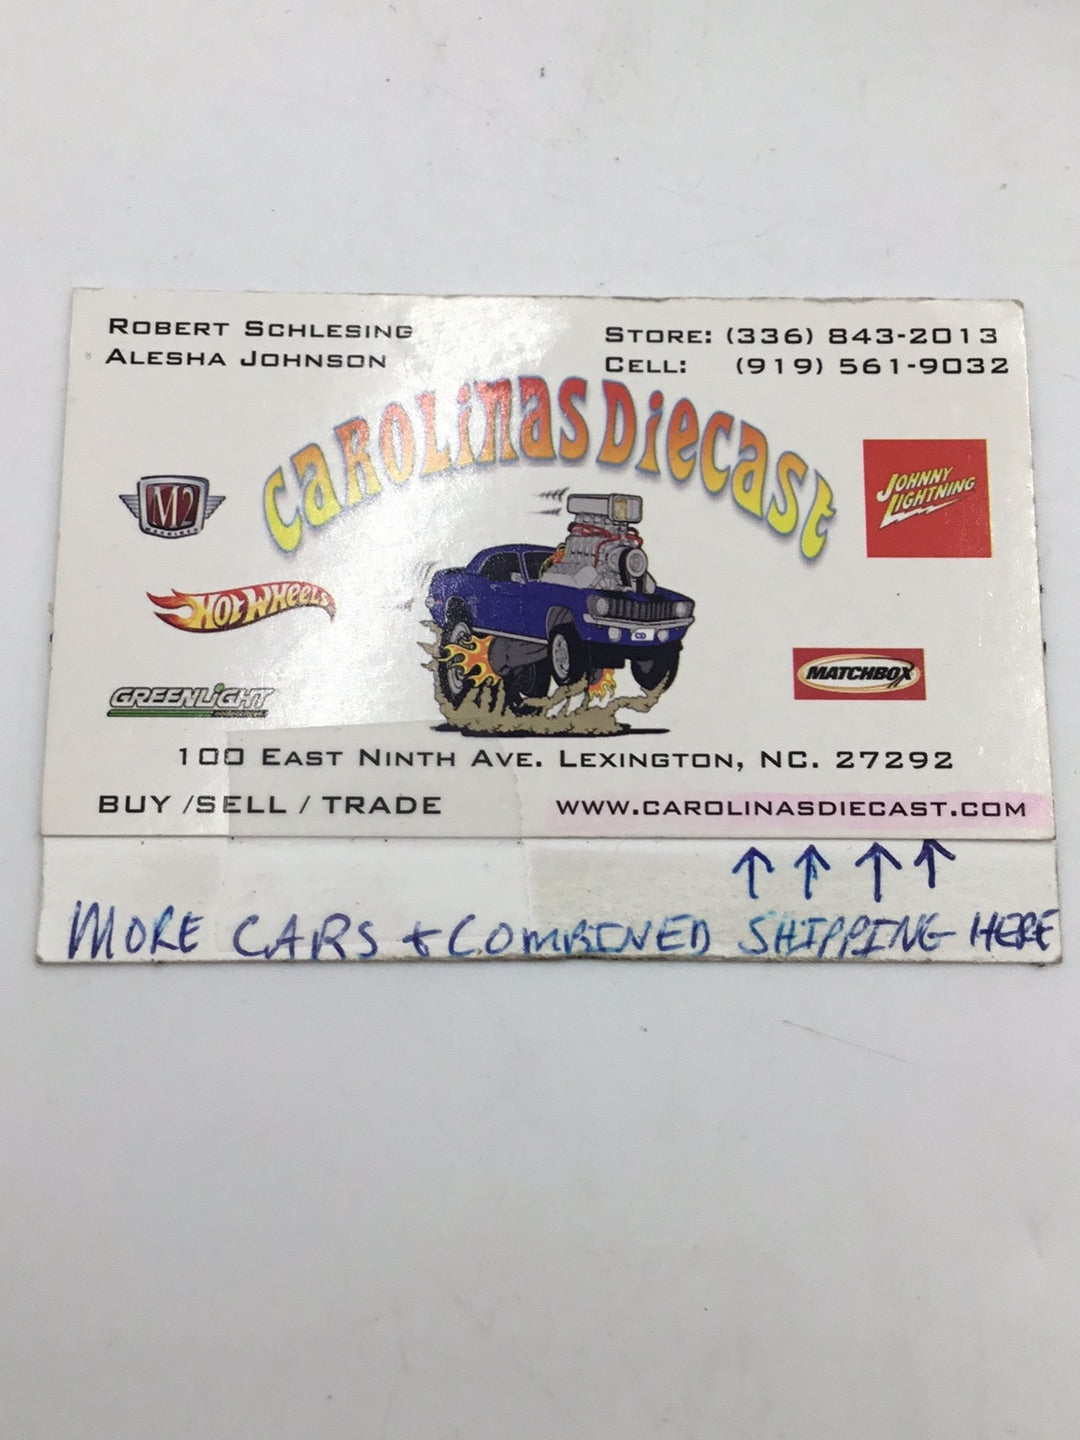 ROBERT SCHLESING
ALESHA JOHNSON
STORE: (336) 843-2013
CELL: (919) 561-9032
CAROLINAS DIECAST
M2
JOHNNY LIGHTNING
HOT WHEELS
GREENLIGHT
MATCHBOX
CD
100 EAST NINTH AVE. LEXINGTON, NC. 27292
BUY /SELL / TRADE
WWW.CAROLINASDIECAST.COM
MORE CARS + COMBINED SHIPPING HERE